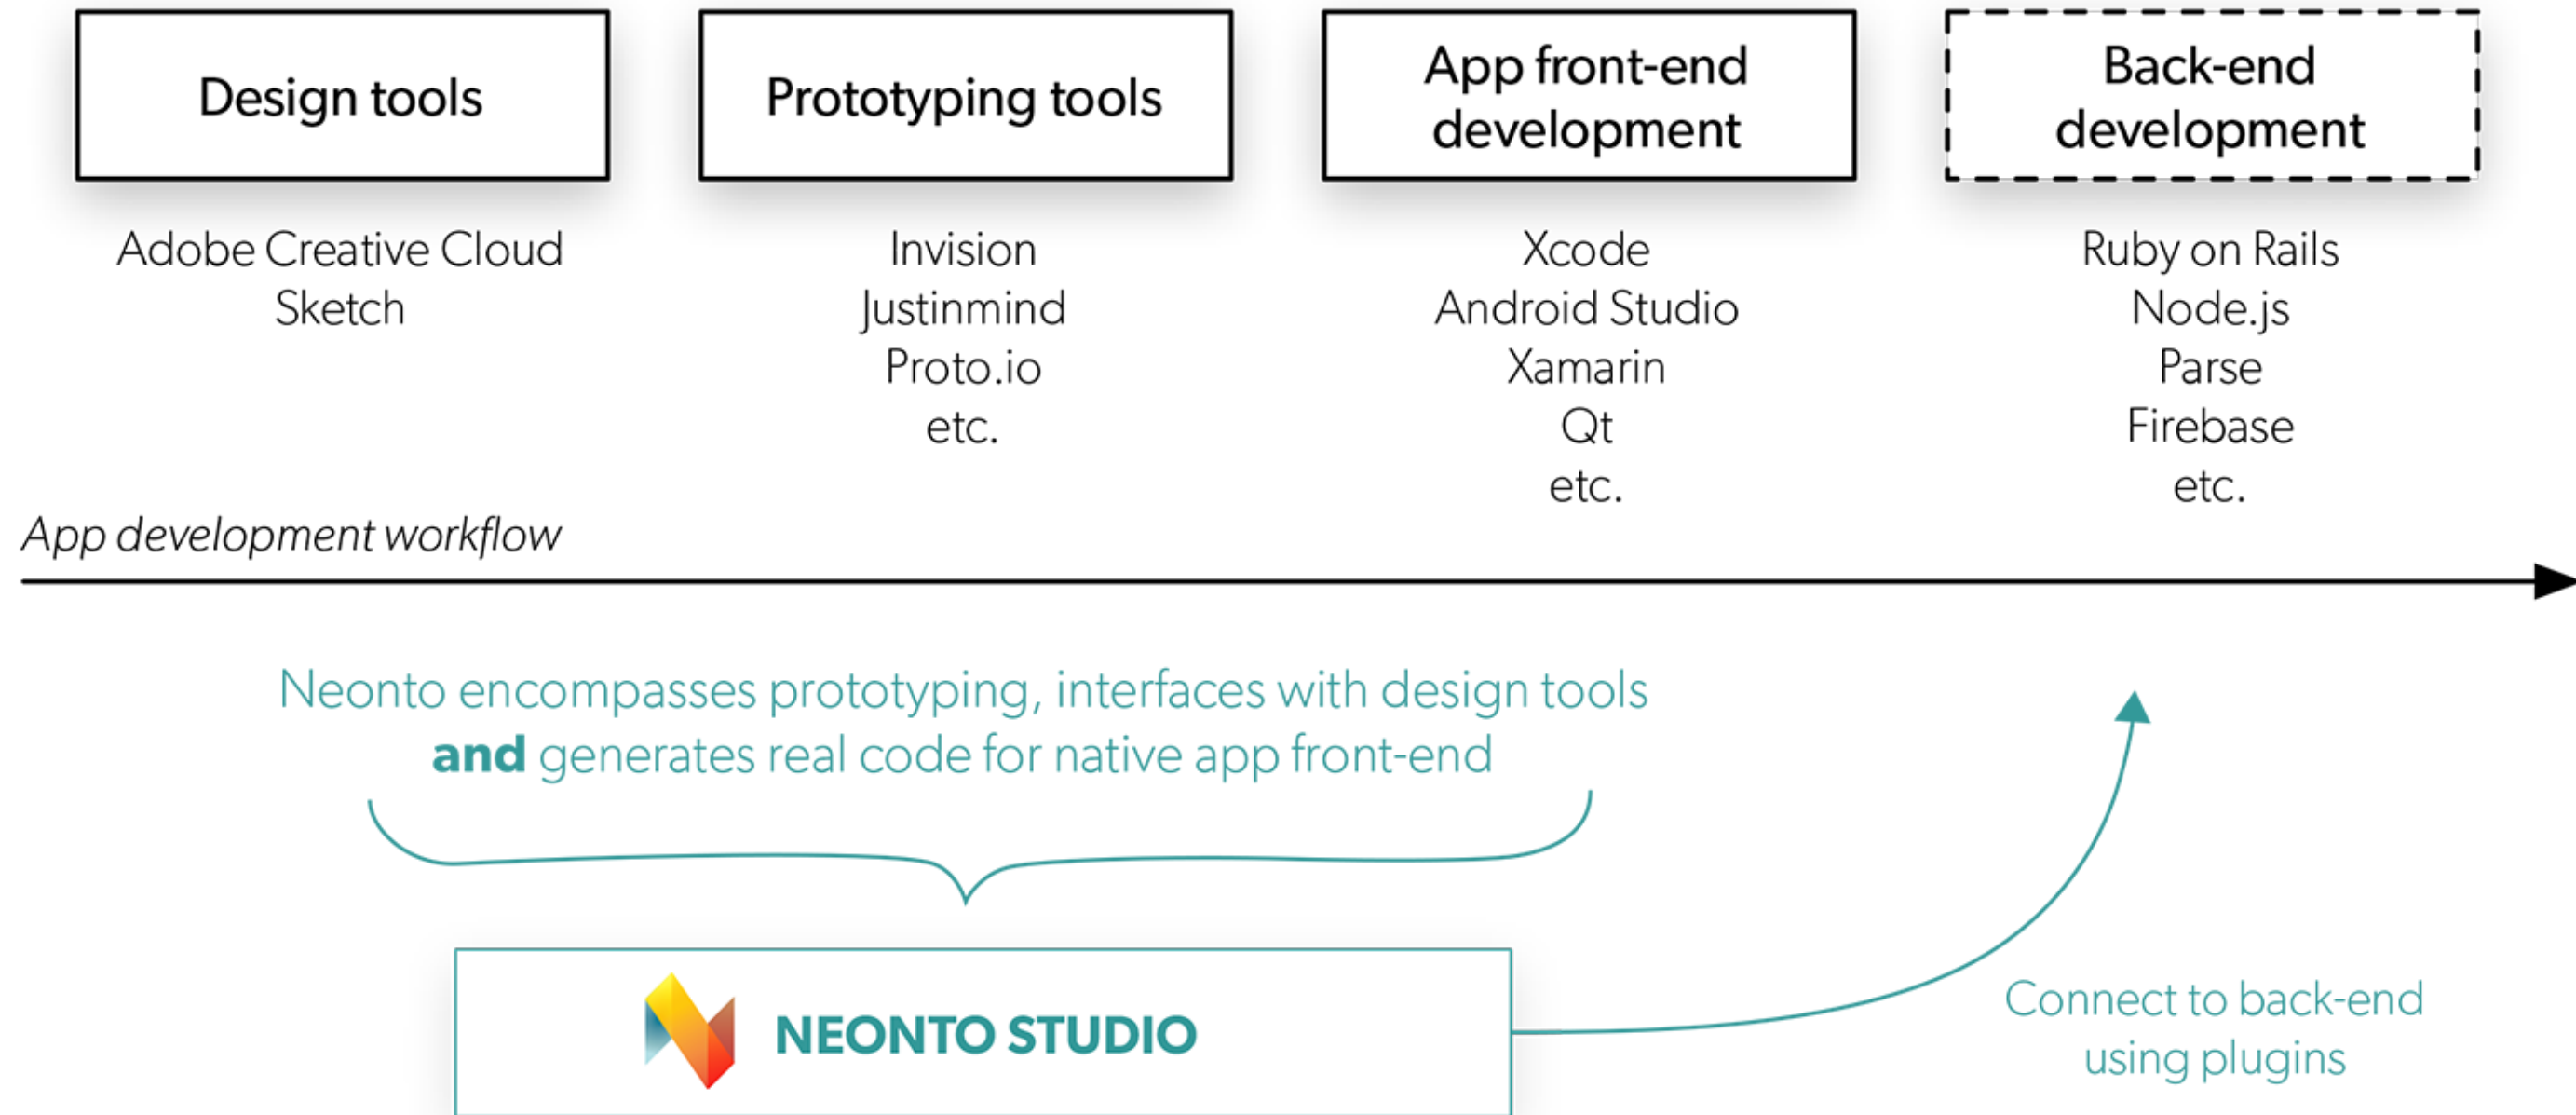 Design tools
Prototyping tools
App front-end
development
Back-end
development
Adobe Creative Cloud
Sketch
Invision
Justinmind
Proto.io
etc.
Xcode
Android Studio
Xamarin
Qt
etc.
Ruby on Rails
Node.js
Parse
Firebase
etc.
App development workflow
Neonto encompasses prototyping, interfaces with design tools
and generates real code for native app front-end
NEONTO STUDIO
Connect to back-end
using plugins